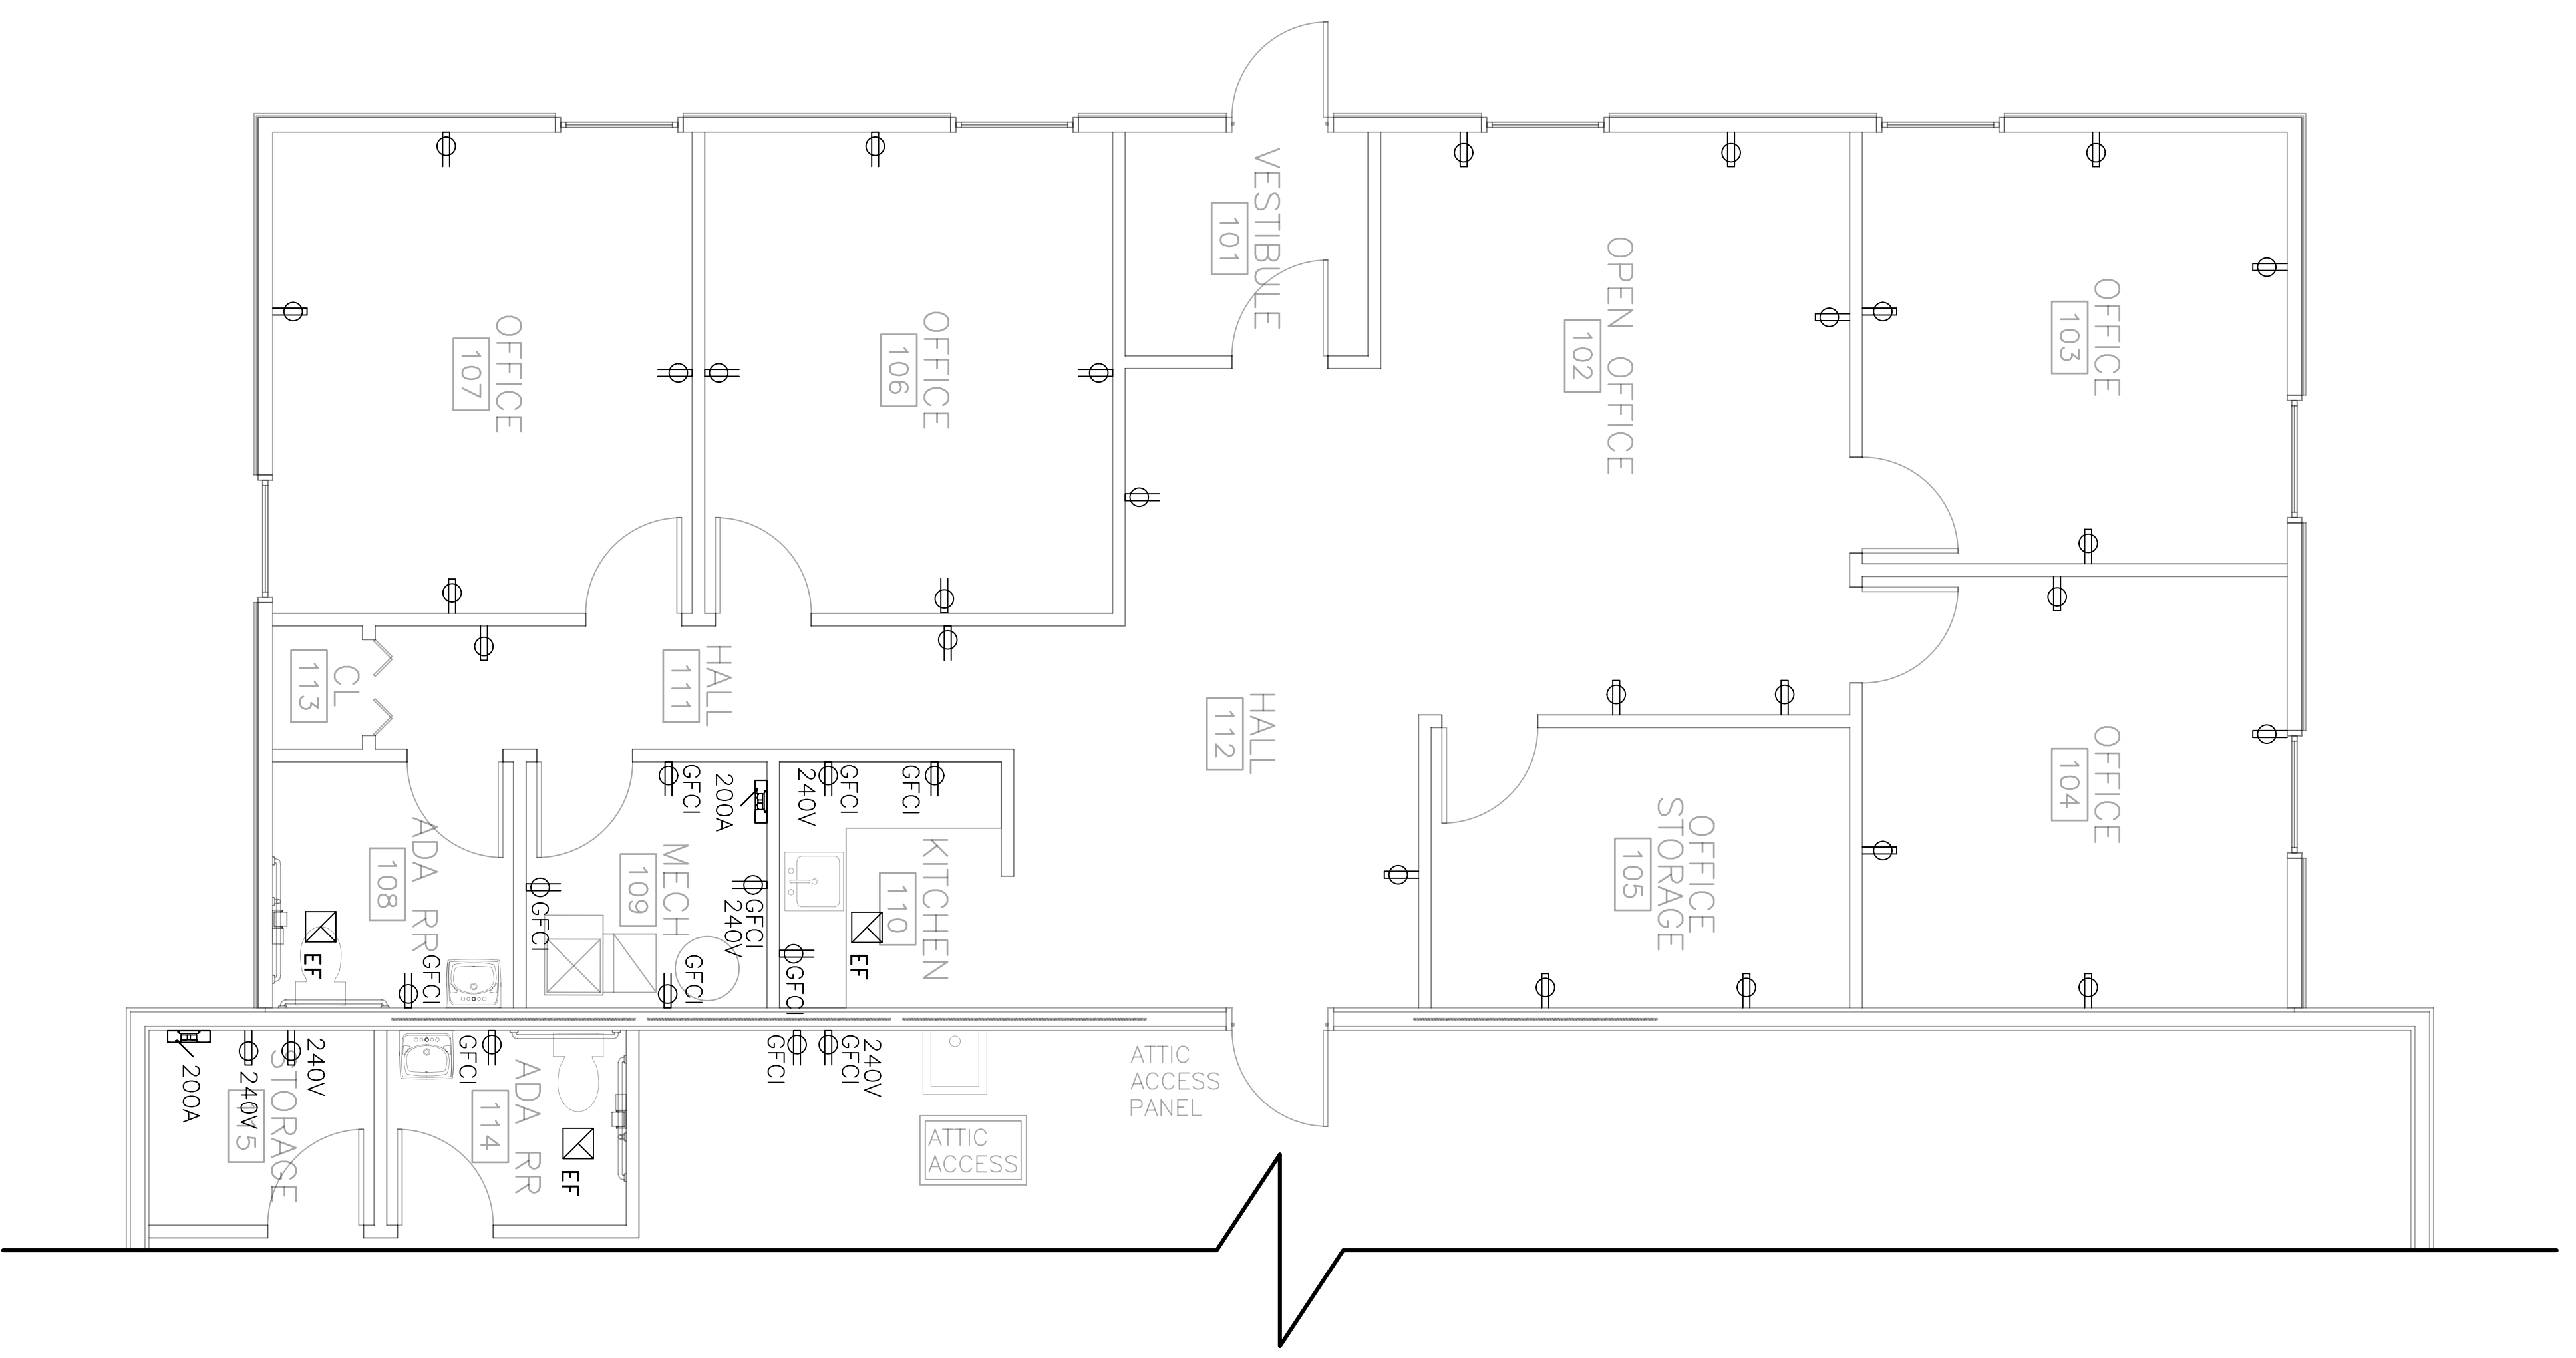 VESTIBULE
101
OPEN OFFICE
102
OFFICE
103
OFFICE
107
OFFICE
106
OFFICE
104
OFFICE
STORAGE
105
CL
113
HALL
111
HALL
112
ADA RR
108
GFCI
EF
MECH
109
GFCI
200A
GFCI
GFCI
240V
GFCI
KITCHEN
110
240V
GFCI
GFCI
GFCI
EF
STORAGE
115
200A
240V
240V
ADA RR
114
GFCI
EF
GFCI
GFCI
240V
ATTIC
ACCESS
PANEL
ATTIC
ACCESS